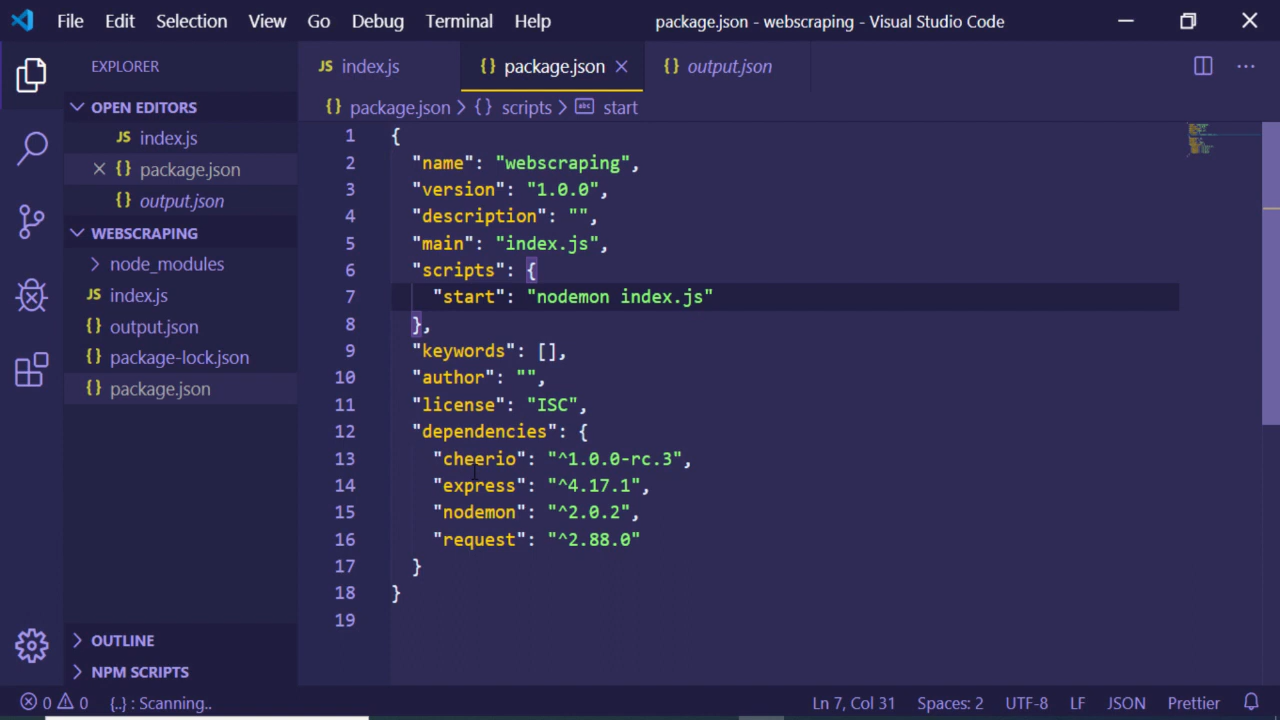 File Edit Selection View Go Debug Terminal Help package.json - webscraping - Visual Studio Code
EXPLORER
OPEN EDITORS
JS index.js
{} package.json
{} output.json
WEBSCRAPING
node_modules
JS index.js
{} output.json
{} package-lock.json
{} package.json
OUTLINE
NPM SCRIPTS
JS index.js {} package.json {} output.json
{} package.json > {} scripts > abc start
1 {
2 "name": "webscraping",
3 "version": "1.0.0",
4 "description": "",
5 "main": "index.js",
6 "scripts": {
7 "start": "nodemon index.js"
8 },
9 "keywords": [],
10 "author": "",
11 "license": "ISC",
12 "dependencies": {
13 "cheerio": "^1.0.0-rc.3",
14 "express": "^4.17.1",
15 "nodemon": "^2.0.2",
16 "request": "^2.88.0"
17 }
18 }
19
0 0 {..} : Scanning.. Ln 7, Col 31 Spaces: 2 UTF-8 LF JSON Prettier